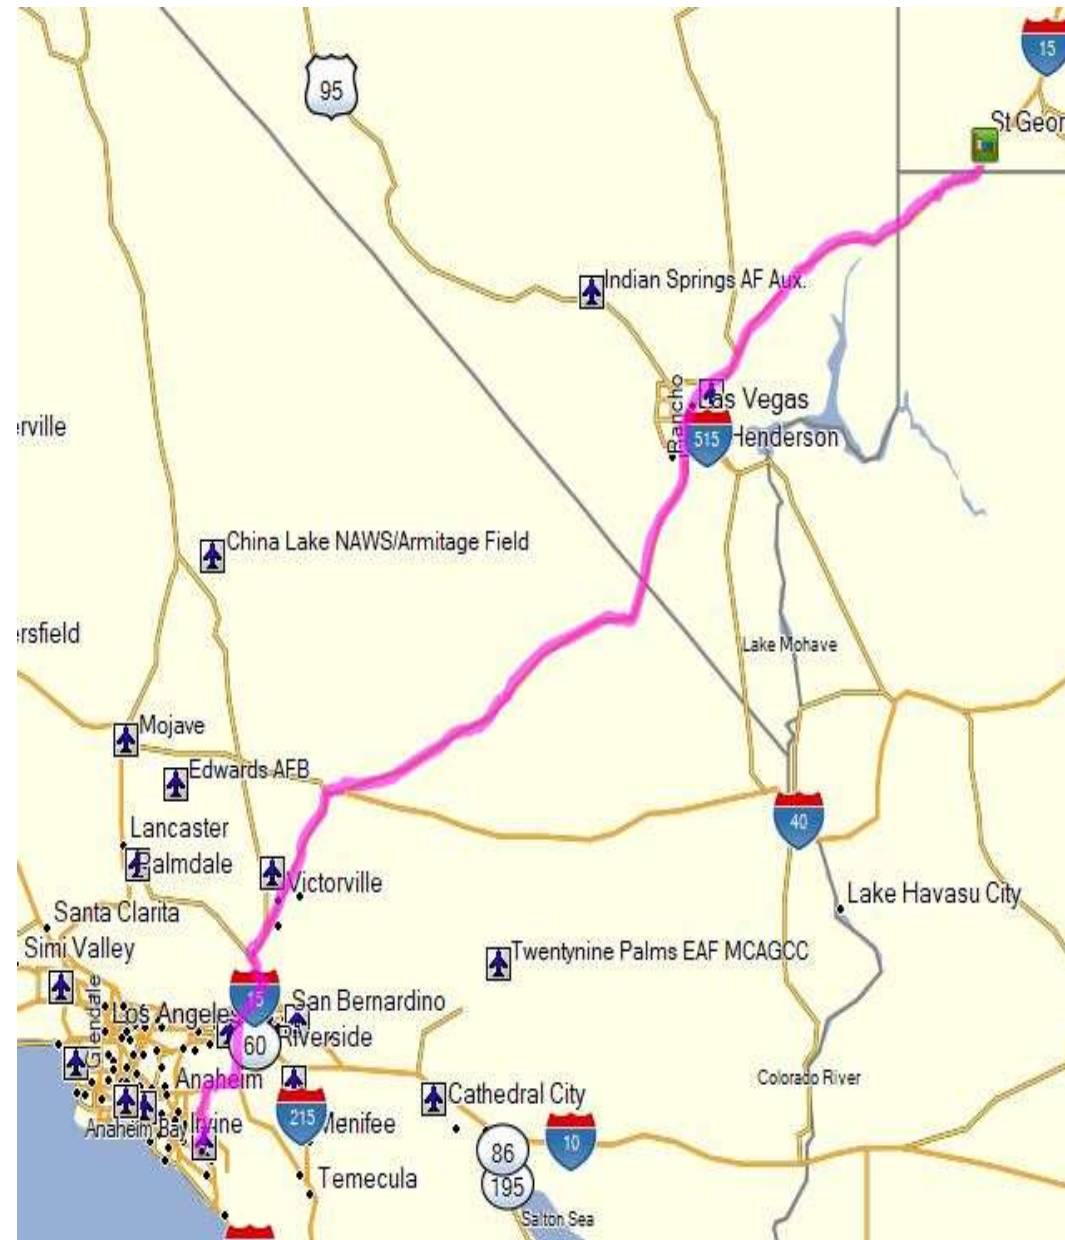 15
95
St Geor
Indian Springs AF Aux.
Rancho
Las Vegas
515
Henderson
erville
China Lake NAWS/Armitage Field
ersfield
Lake Mohave
Mojave
Edwards AFB
Lancaster
40
Palmdale
Victorville
Lake Havasu City
Santa Clarita
Simi Valley
Twentynine Palms EAF MCAGCC
Glendale
15
San Bernardino
Los Angeles
60
Riverside
Anaheim
Colorado River
Cathedral City
215
Anaheim Bay
Irvine
Menifee
10
86
Temecula
195
Salton Sea